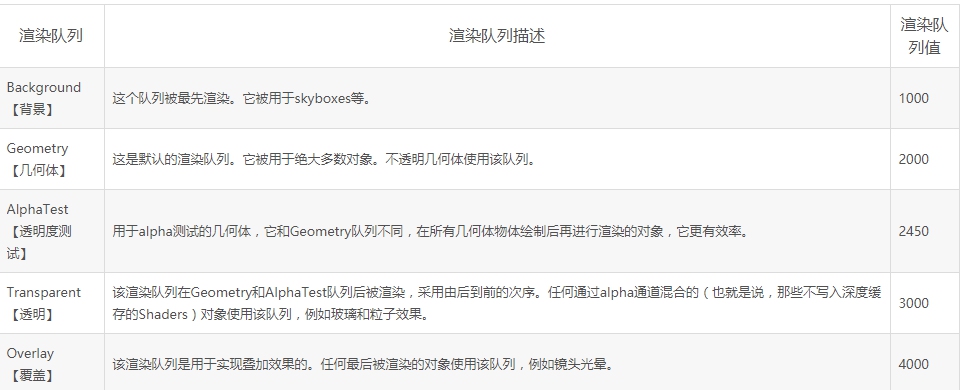 渲染队列
渲染队列描述
渲染队
列值
Background
【背景】
这个队列被最先渲染。它被用于skyboxes等。
1000
Geometry
【几何体】
这是默认的渲染队列。它被用于绝大多数对象。不透明几何体使用该队列。
2000
AlphaTest
【透明度测
试】
用于alpha测试的几何体，它和Geometry队列不同，在所有几何体物体绘制后再进行渲染的对象，它更有效率。
2450
Transparent
【透明】
该渲染队列在Geometry和AlphaTest队列后被渲染，采用由后到前的次序。任何通过alpha通道混合的（也就是说，那些不写入深度缓
存的Shaders）对象使用该队列，例如玻璃和粒子效果。
3000
Overlay
【覆盖】
该渲染队列是用于实现叠加效果的。任何最后被渲染的对象使用该队列，例如镜头光晕。
4000